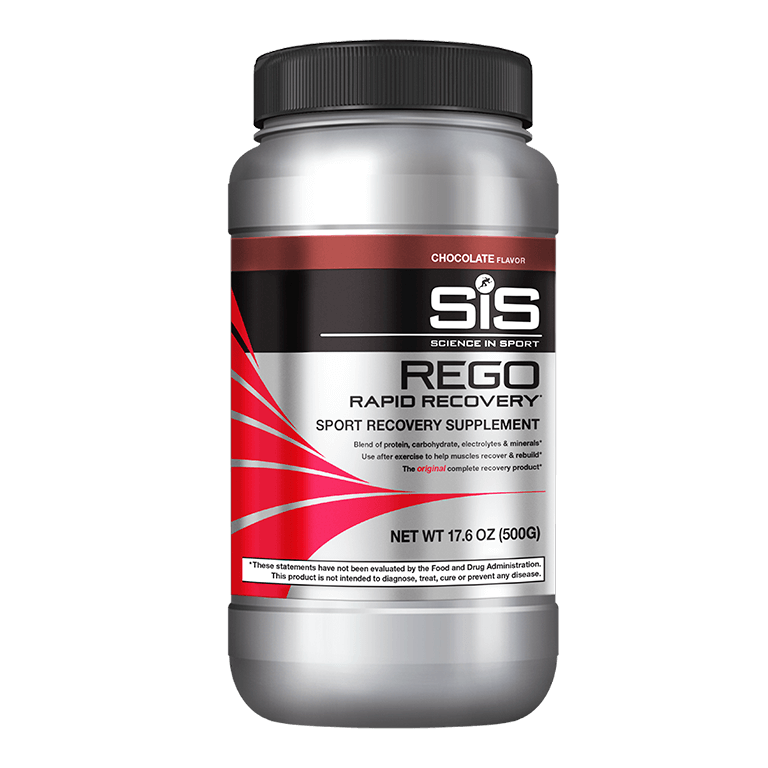 CHOCOLATE FLAVOR
SiS
SCIENCE IN SPORT
REGO
RAPID RECOVERY*
SPORT RECOVERY SUPPLEMENT
Blend of protein, carbohydrate, electrolytes & minerals*
Use after exercise to help muscles recover & rebuild*
The original complete recovery product*
NET WT 17.6 OZ (500G)
*These statements have not been evaluated by the Food and Drug Administration.
This product is not intended to diagnose, treat, cure or prevent any disease.